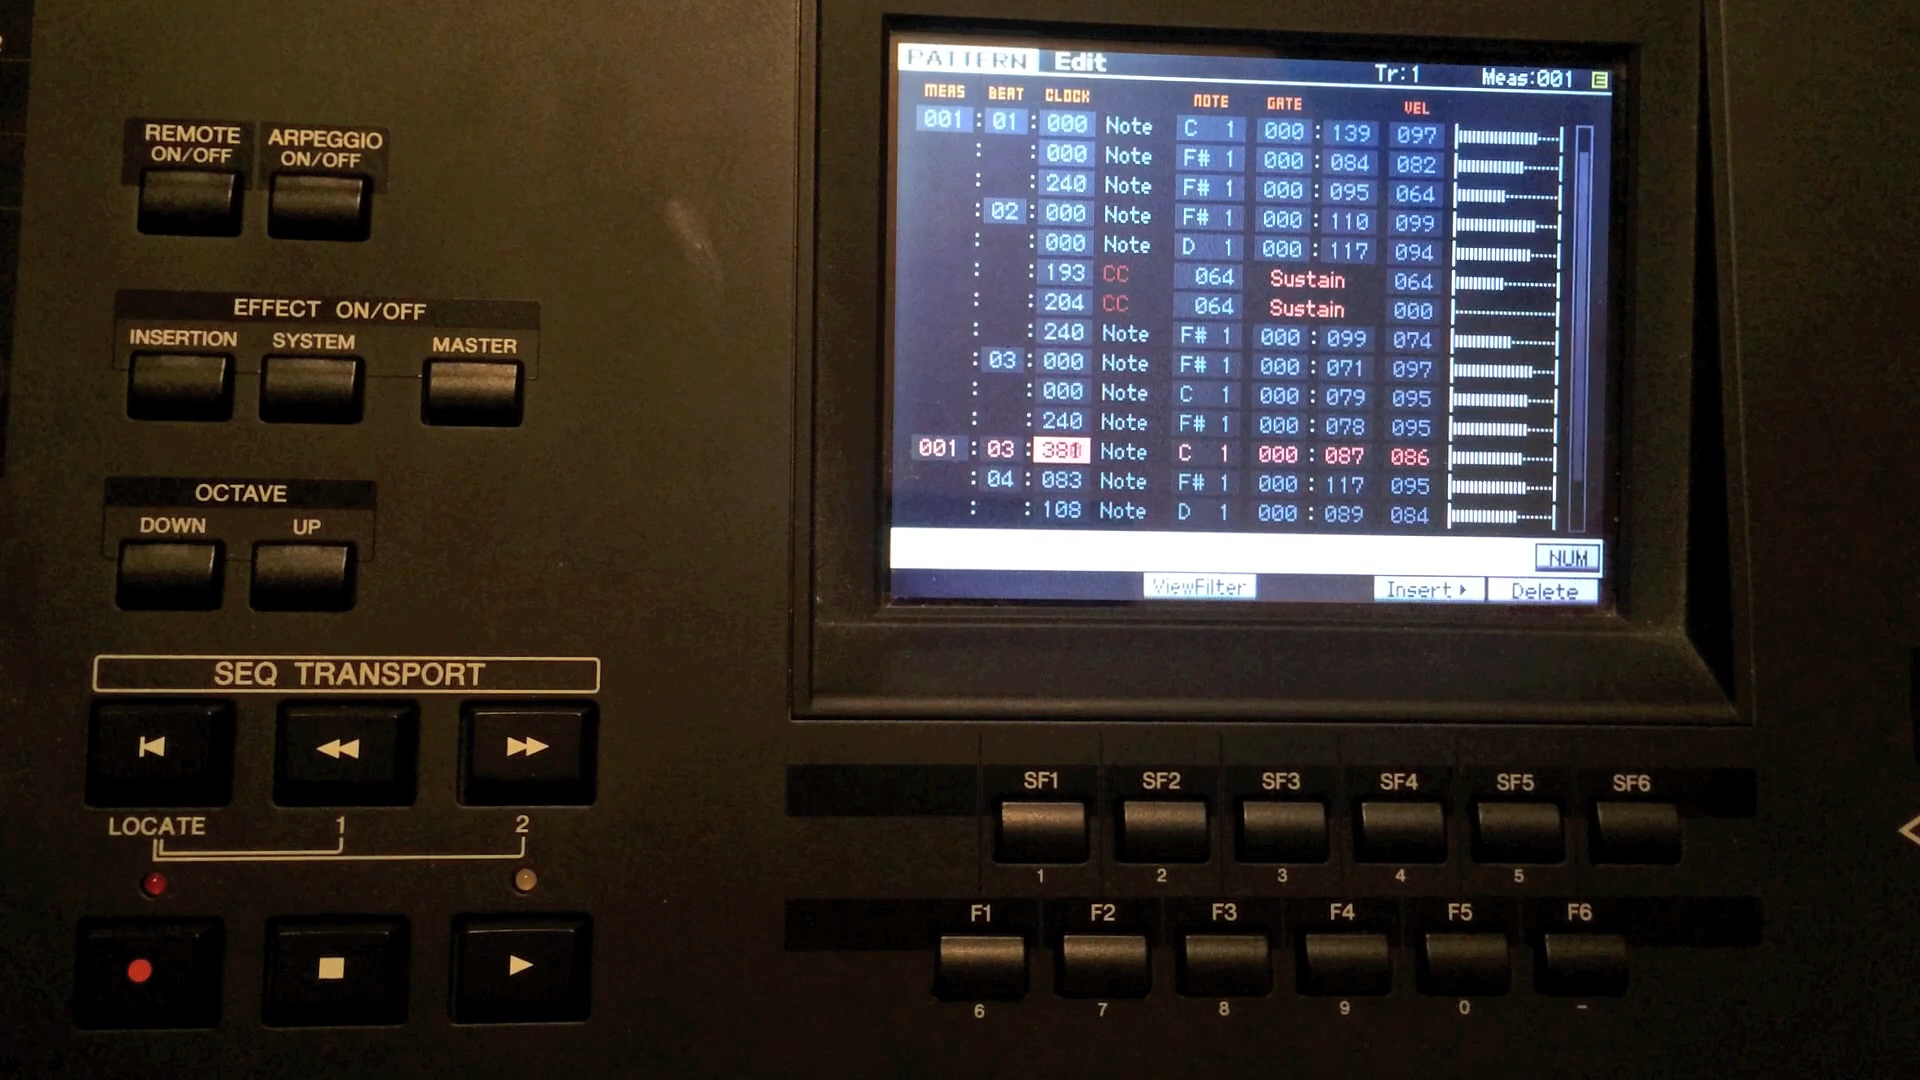 PATTERN Edit Tr:1 Meas:001 E
MEAS BEAT CLOCK NOTE GATE VEL
001 : 01 : 000 Note C 1 000 : 139 097
: : 000 Note F# 1 000 : 084 082
: : 240 Note F# 1 000 : 095 064
: 02 : 000 Note F# 1 000 : 110 099
: : 000 Note D 1 000 : 117 094
: : 193 CC 064 Sustain 064
: : 204 CC 064 Sustain 000
: : 240 Note F# 1 000 : 099 074
: 03 : 000 Note F# 1 000 : 071 097
: : 000 Note C 1 000 : 079 095
: : 240 Note F# 1 000 : 078 095
001 : 03 : Note C 1 000 : 087 086
: 04 : 083 Note F# 1 000 : 117 095
: : 108 Note D 1 000 : 089 084
NUM
ViewFilter Insert Delete
REMOTE
ON/OFF
ARPEGGIO
ON/OFF
EFFECT ON/OFF
INSERTION SYSTEM MASTER
OCTAVE
DOWN UP
SEQ TRANSPORT
LOCATE 1 2
SF1 SF2 SF3 SF4 SF5 SF6
1 2 3 4 5
F1 F2 F3 F4 F5 F6
6 7 8 9 0 –